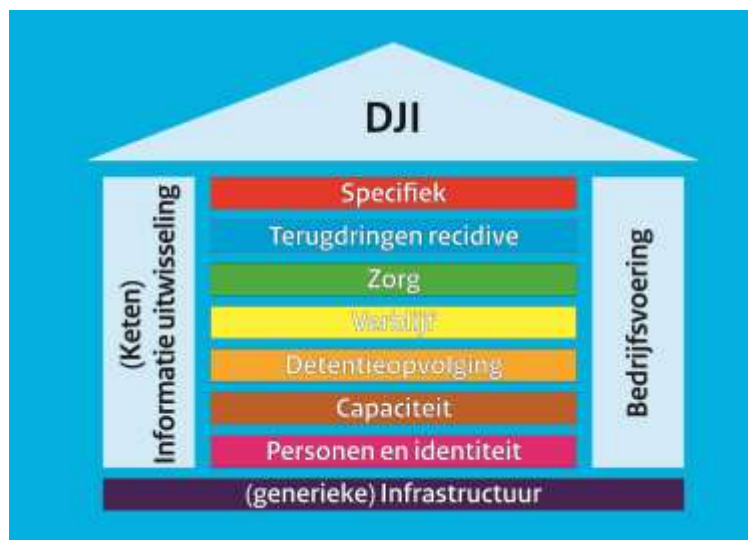 DJI
(Keten)
Informatie uitwisseling
Specifiek
Terugdringen recidive
Zorg
Verblijf
Detentieopvolging
Capaciteit
Personen en identiteit
Bedrijfsvoering
(generieke) Infrastructuur